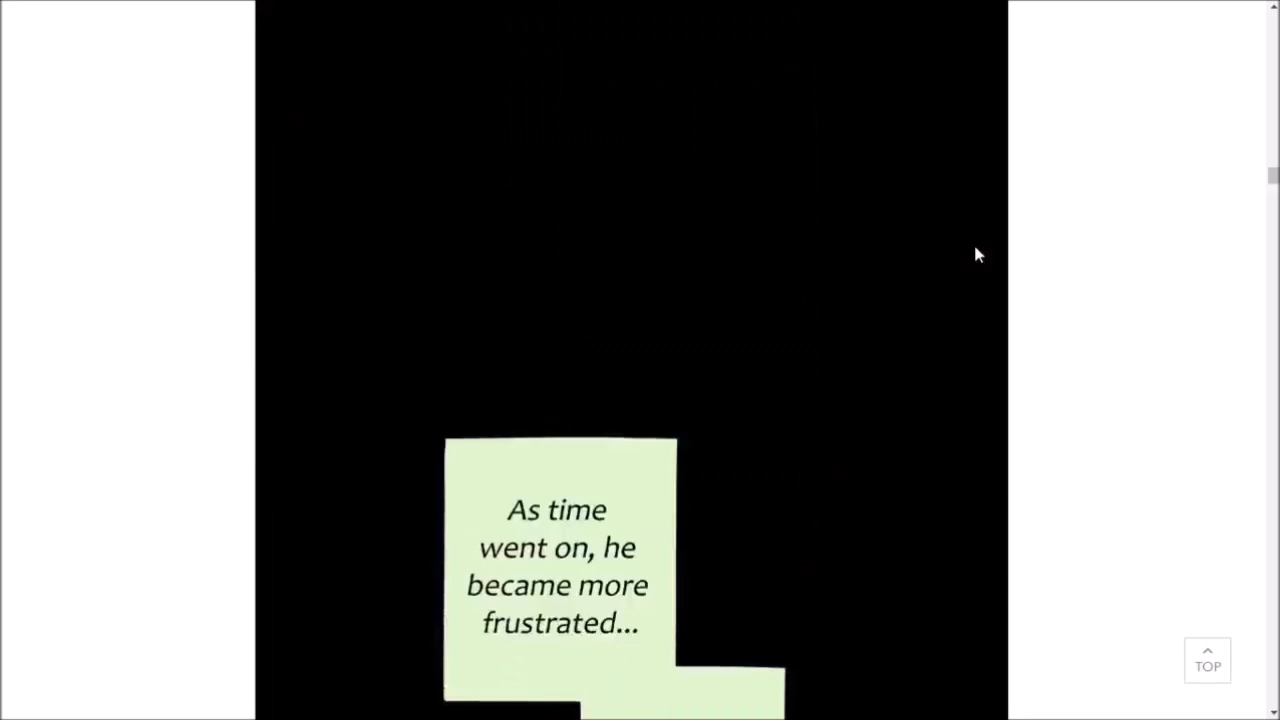 As time
went on, he
became more
frustrated...
TOP